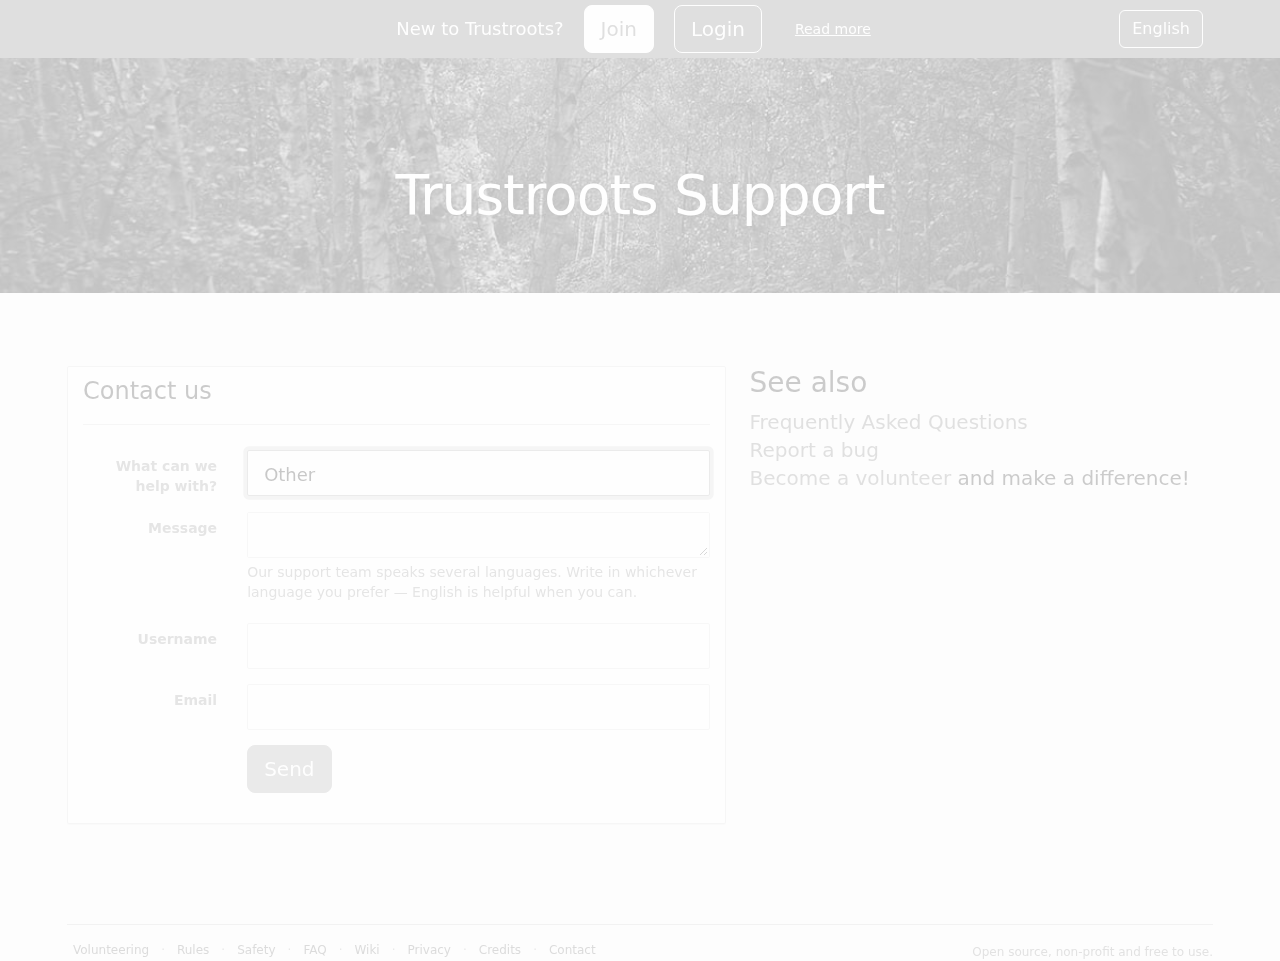 New to Trustroots?
Join
Login
Read more
English
Trustroots Support
Contact us
What can we
help with?
Other
Message
Our support team speaks several languages. Write in whichever
language you prefer — English is helpful when you can.
Username
Email
Send
See also
Frequently Asked Questions
Report a bug
Become a volunteer and make a difference!
Volunteering · Rules · Safety · FAQ · Wiki · Privacy · Credits · Contact
Open source, non-profit and free to use.